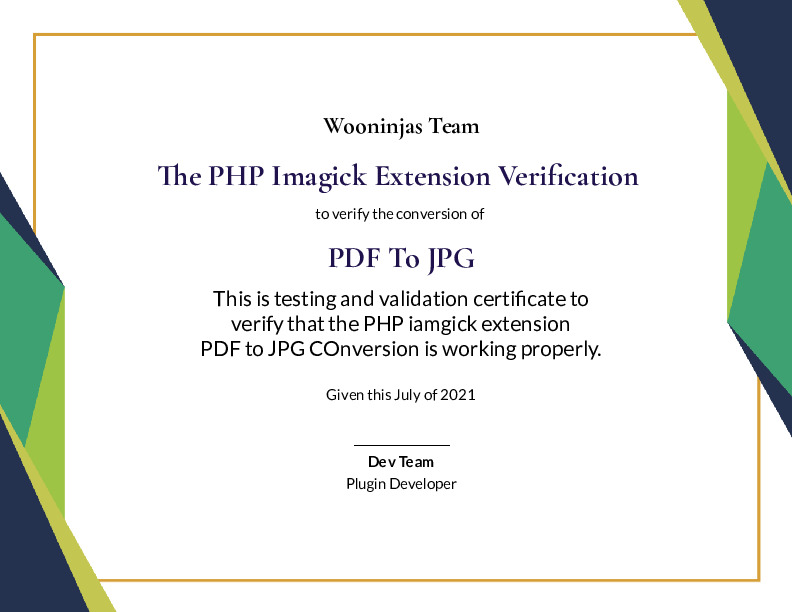 Wooninjas Team
The PHP Imagick Extension Verification
to verify the conversion of
PDF To JPG
This is testing and validation certificate to
verify that the PHP iamgick extension
PDF to JPG COnversion is working properly.
Given this July of 2021
Dev Team
Plugin Developer